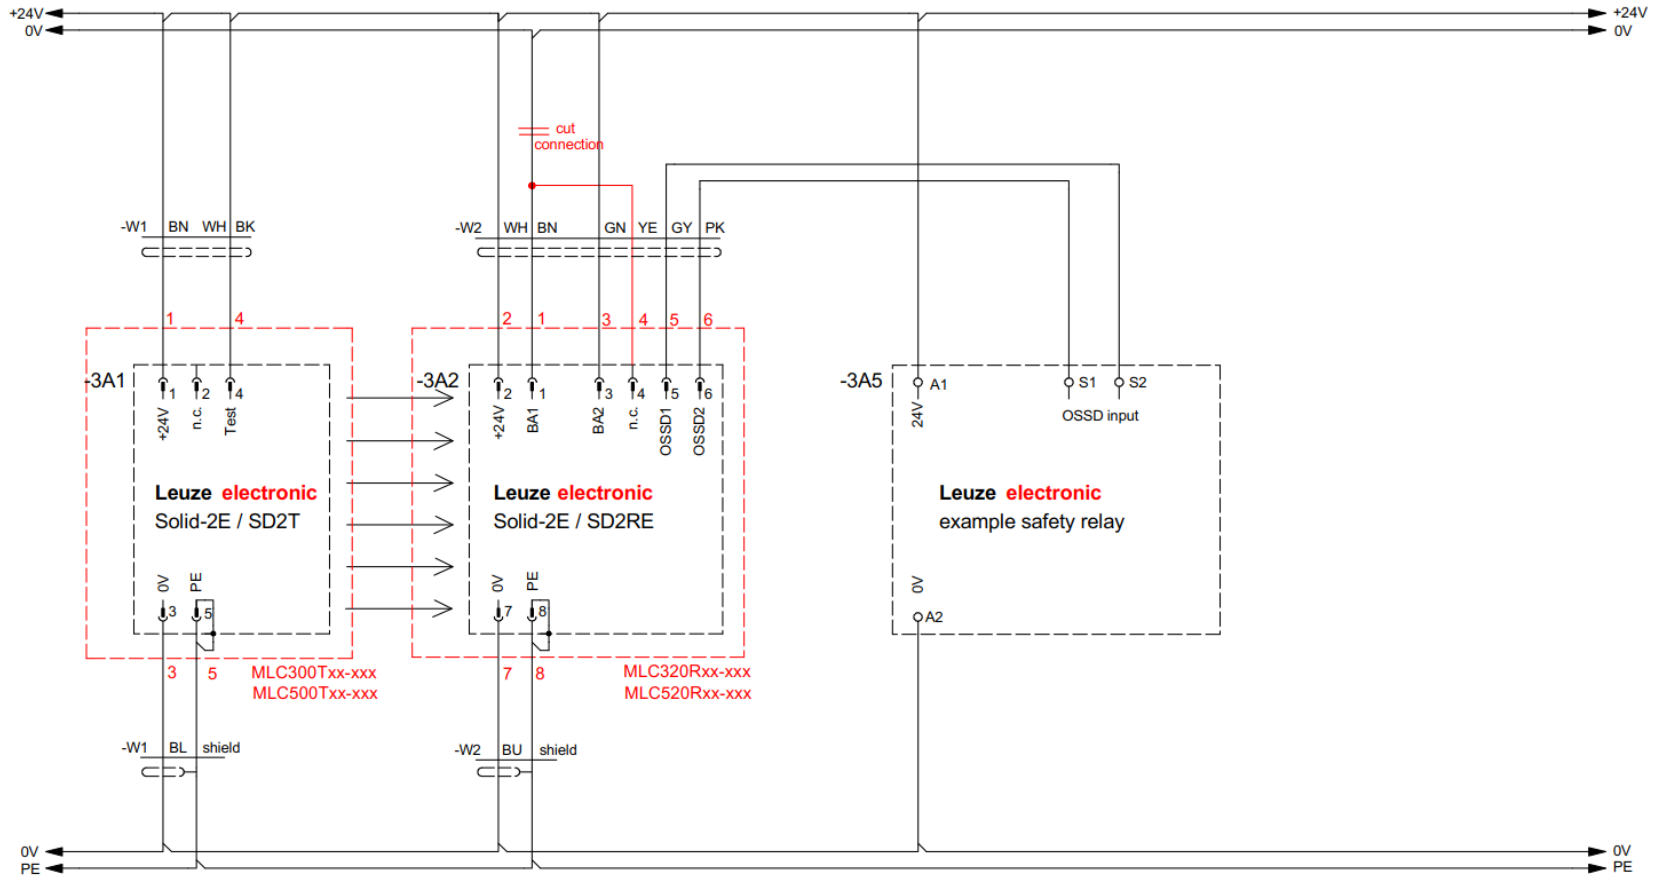 +24V
+24V
0V
0V
cut
connection
-W1 BN WH BK
-W2 WH BN GN YE GY PK
1 4
2 1 3 4 5 6
-3A1
1 2 4
+24V n.c. Test
-3A2
2 1 3 4 5 6
+24V BA1 BA2 n.c. OSSD1 OSSD2
-3A5
A1 S1 S2
24V
OSSD input
Leuze electronic
Solid-2E / SD2T
Leuze electronic
Solid-2E / SD2RE
Leuze electronic
example safety relay
0V PE
3 5
0V PE
7 8
0V
A2
3 5
MLC300Txx-xxx
MLC500Txx-xxx
7 8
MLC320Rxx-xxx
MLC520Rxx-xxx
-W1 BL shield
-W2 BU shield
0V
0V
PE
PE